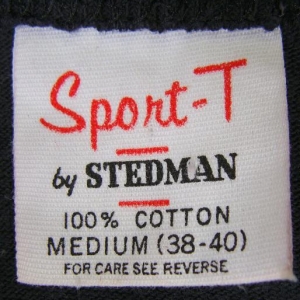 Sport-T
by STEDMAN
100% COTTON
MEDIUM (38-40)
FOR CARE SEE REVERSE